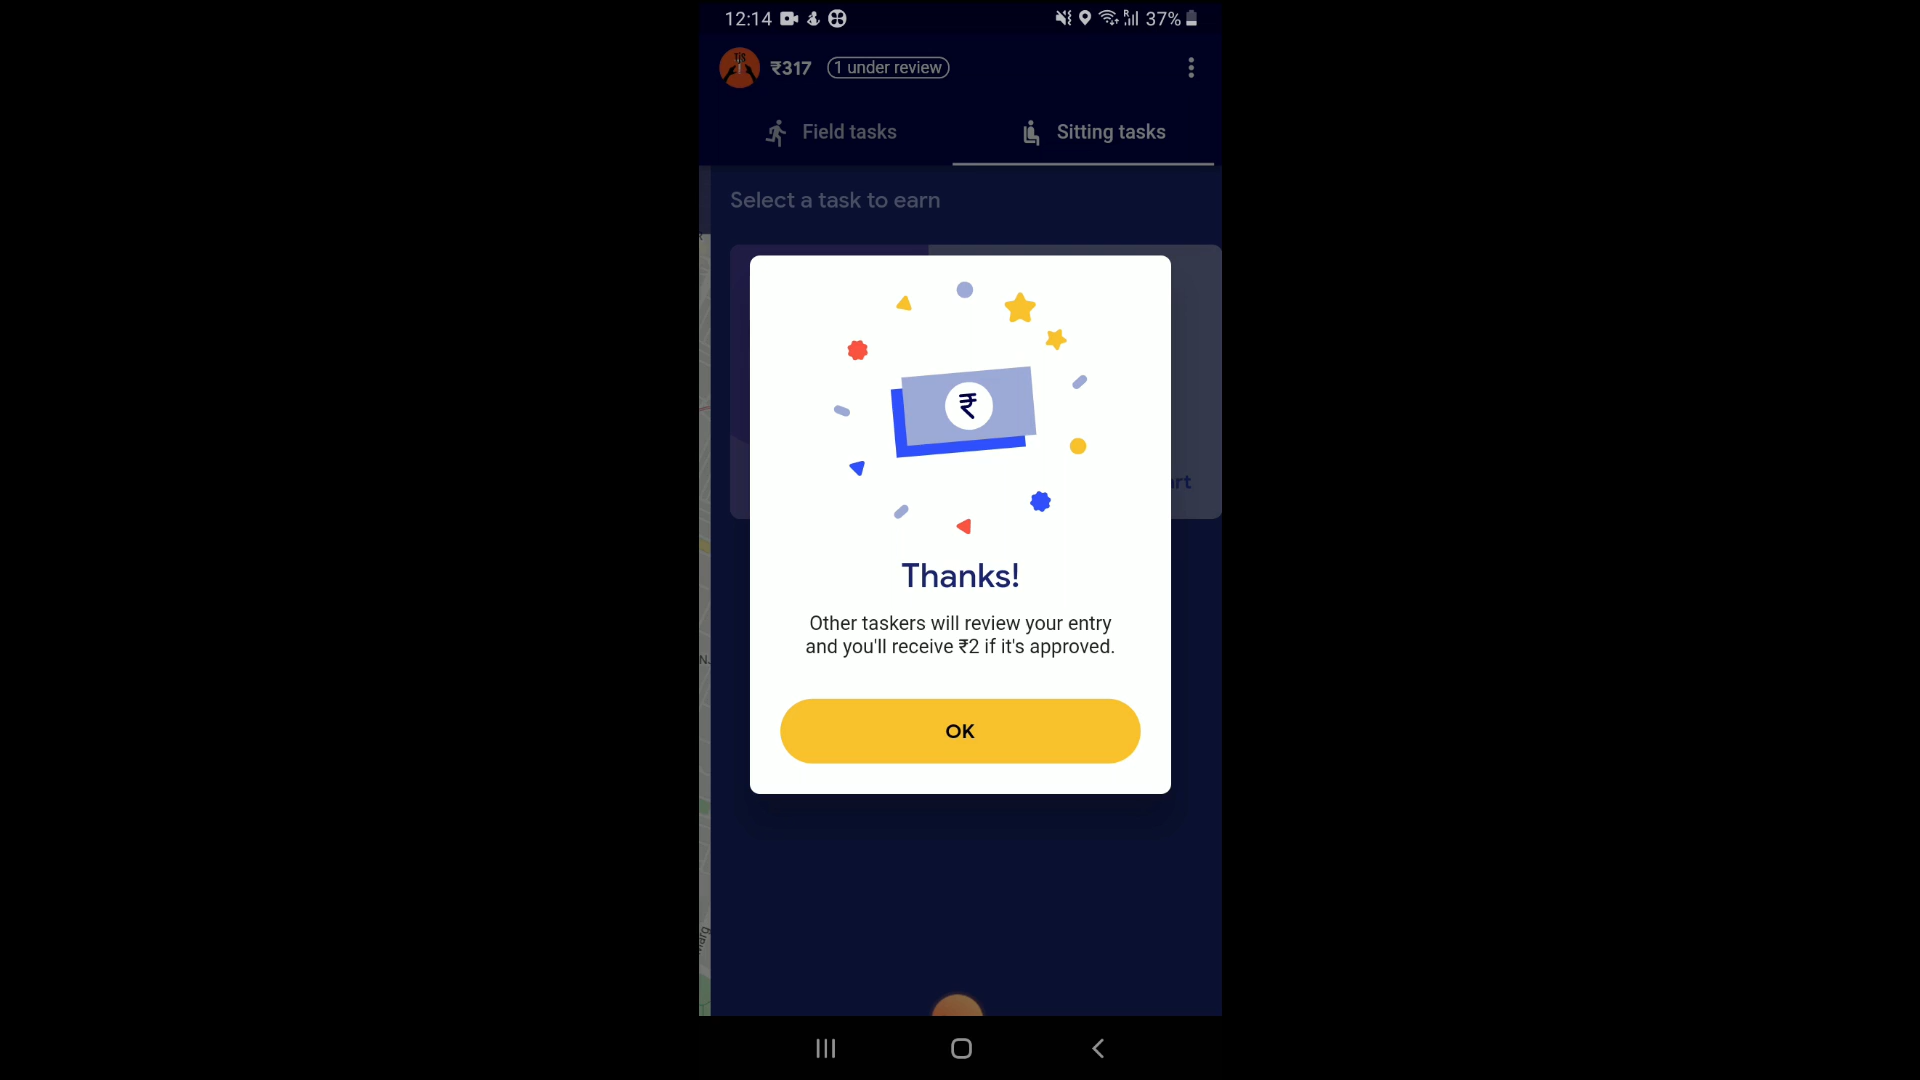 12:14
37%
₹317
1 under review
Field tasks
Sitting tasks
Select a task to earn
₹
Thanks!
Other taskers will review your entry
and you'll receive ₹2 if it's approved.
OK